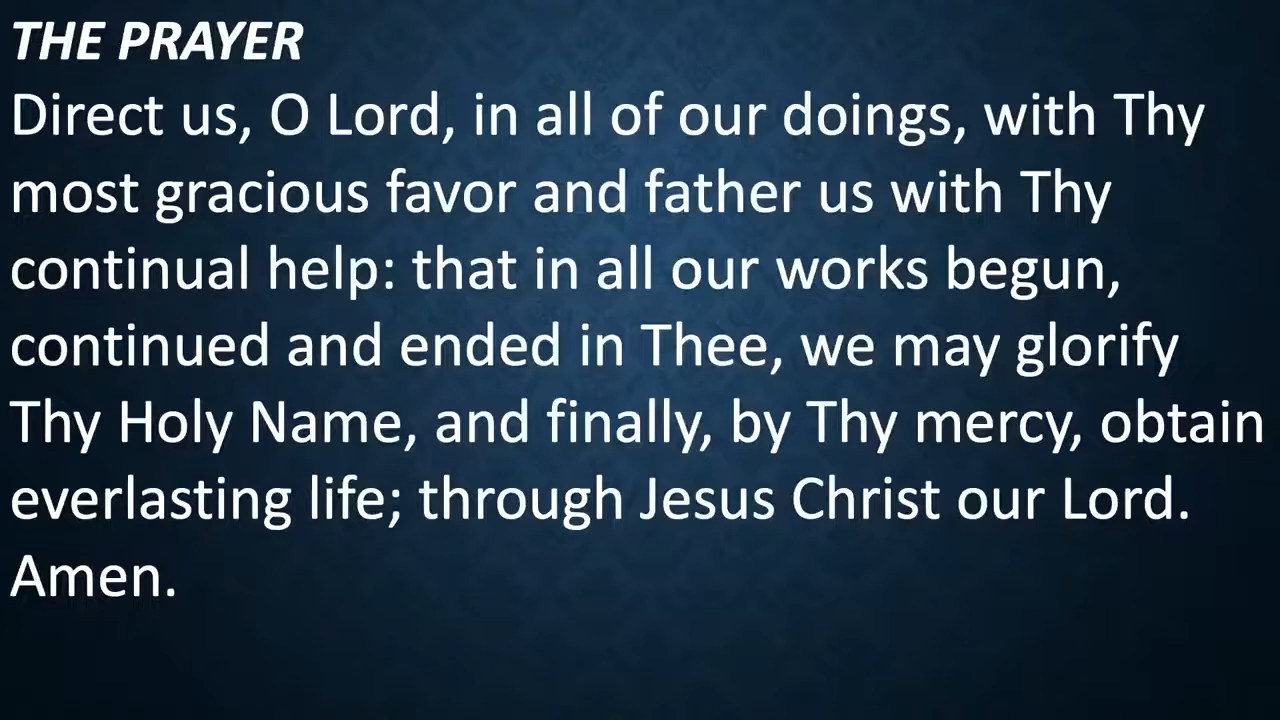 THE PRAYER
Direct us, O Lord, in all of our doings, with Thy
most gracious favor and father us with Thy
continual help: that in all our works begun,
continued and ended in Thee, we may glorify
Thy Holy Name, and finally, by Thy mercy, obtain
everlasting life; through Jesus Christ our Lord.
Amen.